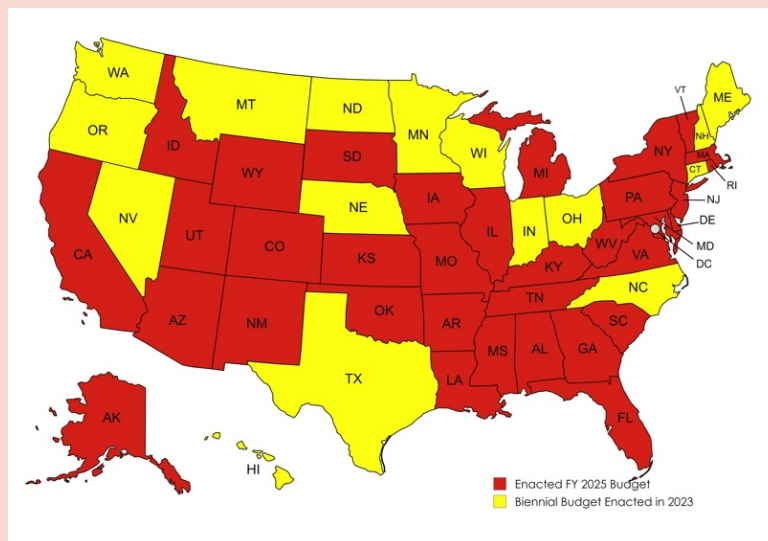 WA
MT
ND
MN
VT
ME
OR
ID
WY
SD
WI
MI
NY
NH
MA
CT
RI
NV
UT
CO
NE
IA
IL
IN
OH
PA
NJ
CA
KS
MO
KY
WV
VA
DE
MD
DC
AZ
NM
OK
AR
TN
NC
SC
TX
LA
MS
AL
GA
AK
HI
FL
Enacted FY 2025 Budget
Biennial Budget Enacted in 2023